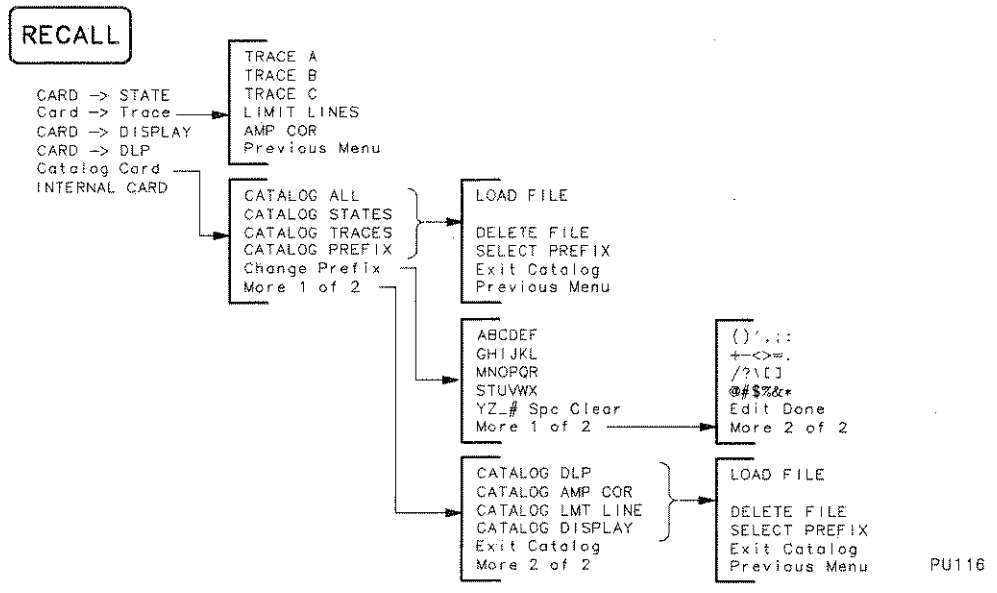 RECALL
CARD -> STATE
Card -> Trace
CARD -> DISPLAY
CARD -> DLP
Catalog Card
INTERNAL CARD
TRACE A
TRACE B
TRACE C
LIMIT LINES
AMP COR
Previous Menu
CATALOG ALL
CATALOG STATES
CATALOG TRACES
CATALOG PREFIX
Change Prefix
More 1 of 2
LOAD FILE
DELETE FILE
SELECT PREFIX
Exit Catalog
Previous Menu
ABCDEF
GHIJKL
MNOPQR
STUVWX
YZ_# Spc Clear
More 1 of 2
()',;:
+-<>=.
/?\[]
@#$%&*
Edit Done
More 2 of 2
CATALOG DLP
CATALOG AMP COR
CATALOG LMT LINE
CATALOG DISPLAY
Exit Catalog
More 2 of 2
LOAD FILE
DELETE FILE
SELECT PREFIX
Exit Catalog
Previous Menu
PU116